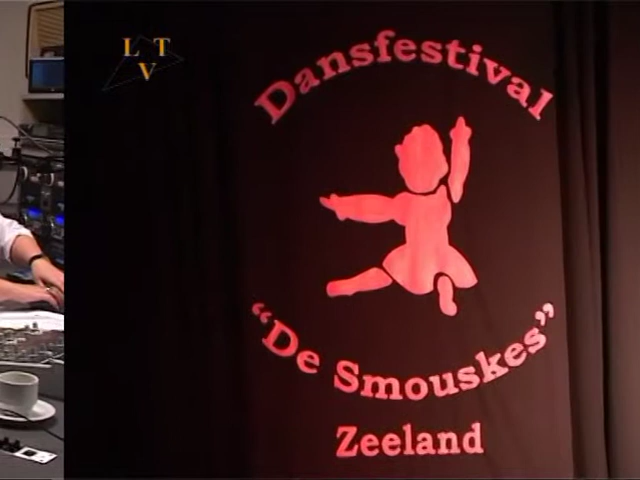 L T
V
Dansfestival
“De Smouskes”
Zeeland